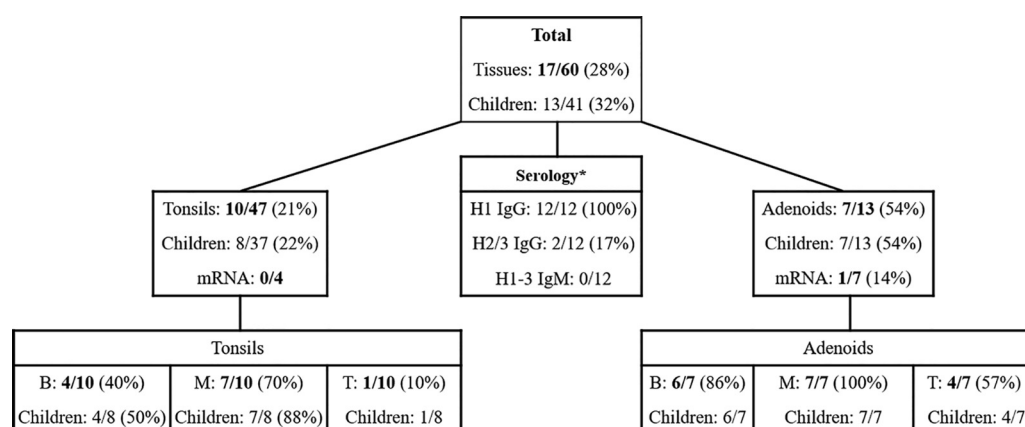 Total
Tissues: 17/60 (28%)
Children: 13/41 (32%)
Serology*
H1 IgG: 12/12 (100%)
H2/3 IgG: 2/12 (17%)
H1-3 IgM: 0/12
Tonsils: 10/47 (21%)
Children: 8/37 (22%)
mRNA: 0/4
Adenoids: 7/13 (54%)
Children: 7/13 (54%)
mRNA: 1/7 (14%)
Tonsils
B: 4/10 (40%)
Children: 4/8 (50%)
M: 7/10 (70%)
Children: 7/8 (88%)
T: 1/10 (10%)
Children: 1/8
Adenoids
B: 6/7 (86%)
Children: 6/7
M: 7/7 (100%)
Children: 7/7
T: 4/7 (57%)
Children: 4/7